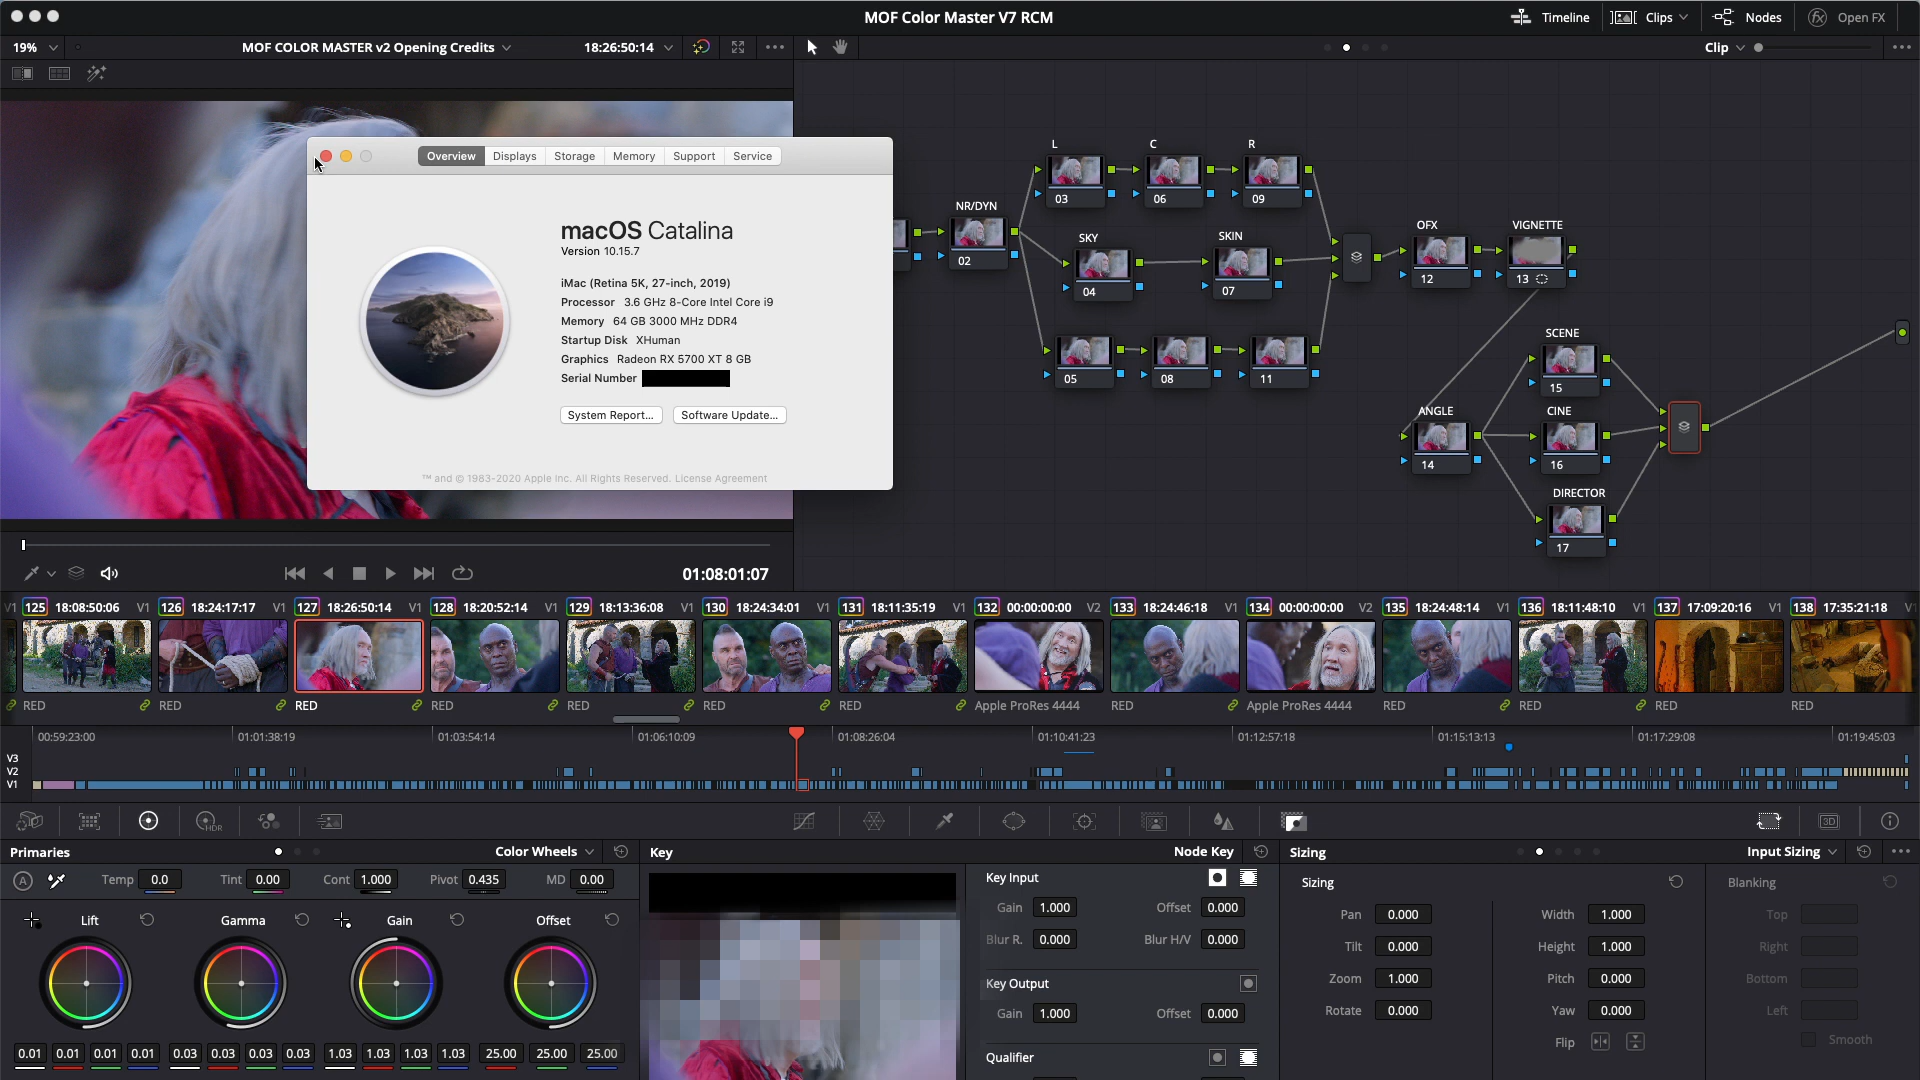 MOF Color Master V7 RCM
Timeline
Clips
Nodes
fx Open FX
19%
MOF COLOR MASTER v2 Opening Credits
18:26:50:14
Clip
Overview
Displays
Storage
Memory
Support
Service
macOS Catalina
Version 10.15.7
iMac (Retina 5K, 27-inch, 2019)
Processor 3.6 GHz 8-Core Intel Core i9
Memory 64 GB 3000 MHz DDR4
Startup Disk XHuman
Graphics Radeon RX 5700 XT 8 GB
Serial Number
System Report...
Software Update...
™ and © 1983-2020 Apple Inc. All Rights Reserved. License Agreement
L
C
R
03
06
09
NR/DYN
02
SKY
SKIN
04
07
05
08
11
OFX
VIGNETTE
12
13
SCENE
15
ANGLE
CINE
14
16
DIRECTOR
17
01:08:01:07
V1 125 18:08:50:06 V1
126 18:24:17:17 V1
127 18:26:50:14 V1
128 18:20:52:14 V1
129 18:13:36:08 V1
130 18:24:34:01 V1
131 18:11:35:19 V1
132 00:00:00:00 V2
133 18:24:46:18 V1
134 00:00:00:00 V2
135 18:24:48:14 V1
136 18:11:48:10 V1
137 17:09:20:16 V1
138 17:35:21:18 V1
RED
RED
RED
RED
RED
RED
RED
Apple ProRes 4444
RED
Apple ProRes 4444
RED
RED
RED
RED
00:59:23:00
01:01:38:19
01:03:54:14
01:06:10:09
01:08:26:04
01:10:41:23
01:12:57:18
01:15:13:13
01:17:29:08
01:19:45:03
V3
V2
V1
HDR
3D
Primaries
Color Wheels
A
Temp 0.0
Tint 0.00
Cont 1.000
Pivot 0.435
MD 0.00
Lift
Gamma
Gain
Offset
0.01 0.01 0.01 0.01
0.03 0.03 0.03 0.03
1.03 1.03 1.03 1.03
25.00 25.00 25.00
Key
Node Key
Key Input
Gain 1.000
Offset 0.000
Blur R. 0.000
Blur H/V 0.000
Key Output
Gain 1.000
Offset 0.000
Qualifier
Sizing
Input Sizing
Sizing
Pan 0.000
Width 1.000
Tilt 0.000
Height 1.000
Zoom 1.000
Pitch 0.000
Rotate 0.000
Yaw 0.000
Flip
Blanking
Top
Right
Bottom
Left
Smooth